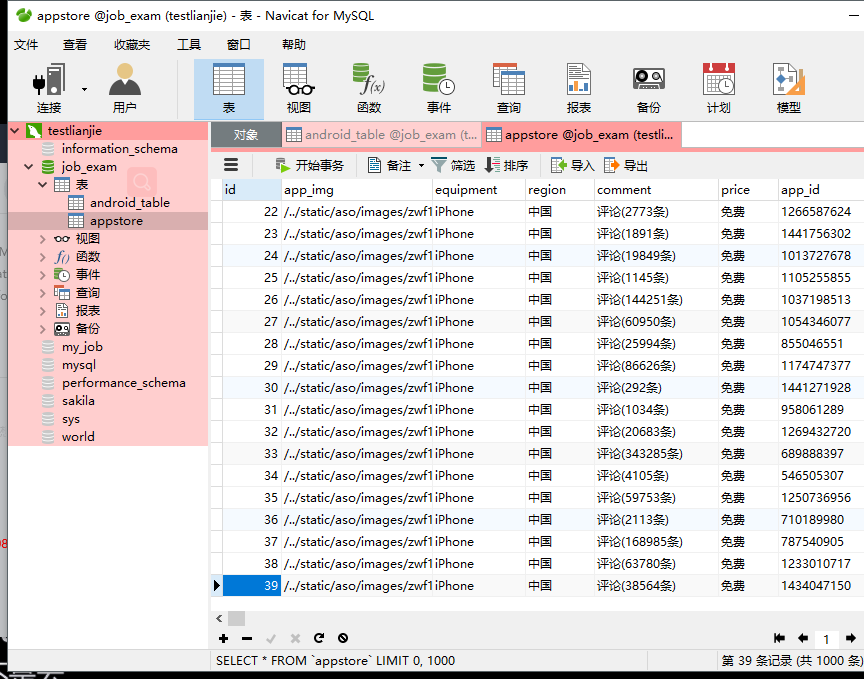 appstore @job_exam (testlianjie) - 表 - Navicat for MySQL
文件 查看 收藏夹 工具 窗口 帮助
连接 用户 表 视图 函数 事件 查询 报表 备份 计划 模型
testlianjie
information_schema
job_exam
表
android_table
appstore
视图
函数
事件
查询
报表
备份
my_job
mysql
performance_schema
sakila
sys
world
对象 android_table @job_exam (t... appstore @job_exam (testli...
开始事务 备注 筛选 排序 导入 导出
id app_img equipment region comment price app_id
22 /../static/aso/images/zwf1 iPhone 中国 评论(2773条) 免费 1266587624
23 /../static/aso/images/zwf1 iPhone 中国 评论(1891条) 免费 1441756302
24 /../static/aso/images/zwf1 iPhone 中国 评论(19849条) 免费 1013727678
25 /../static/aso/images/zwf1 iPhone 中国 评论(1145条) 免费 1105255855
26 /../static/aso/images/zwf1 iPhone 中国 评论(144251条) 免费 1037198513
27 /../static/aso/images/zwf1 iPhone 中国 评论(60950条) 免费 1054346077
28 /../static/aso/images/zwf1 iPhone 中国 评论(25994条) 免费 855046551
29 /../static/aso/images/zwf1 iPhone 中国 评论(86626条) 免费 1174747377
30 /../static/aso/images/zwf1 iPhone 中国 评论(292条) 免费 1441271928
31 /../static/aso/images/zwf1 iPhone 中国 评论(1034条) 免费 958061289
32 /../static/aso/images/zwf1 iPhone 中国 评论(20683条) 免费 1269432720
33 /../static/aso/images/zwf1 iPhone 中国 评论(343285条) 免费 689888397
34 /../static/aso/images/zwf1 iPhone 中国 评论(4105条) 免费 546505307
35 /../static/aso/images/zwf1 iPhone 中国 评论(59753条) 免费 1250736956
36 /../static/aso/images/zwf1 iPhone 中国 评论(2113条) 免费 710189980
37 /../static/aso/images/zwf1 iPhone 中国 评论(168985条) 免费 787540905
38 /../static/aso/images/zwf1 iPhone 中国 评论(63780条) 免费 1233010717
39 /../static/aso/images/zwf1 iPhone 中国 评论(38564条) 免费 1434047150
1
SELECT * FROM `appstore` LIMIT 0, 1000 第 39 条记录 (共 1000 条)